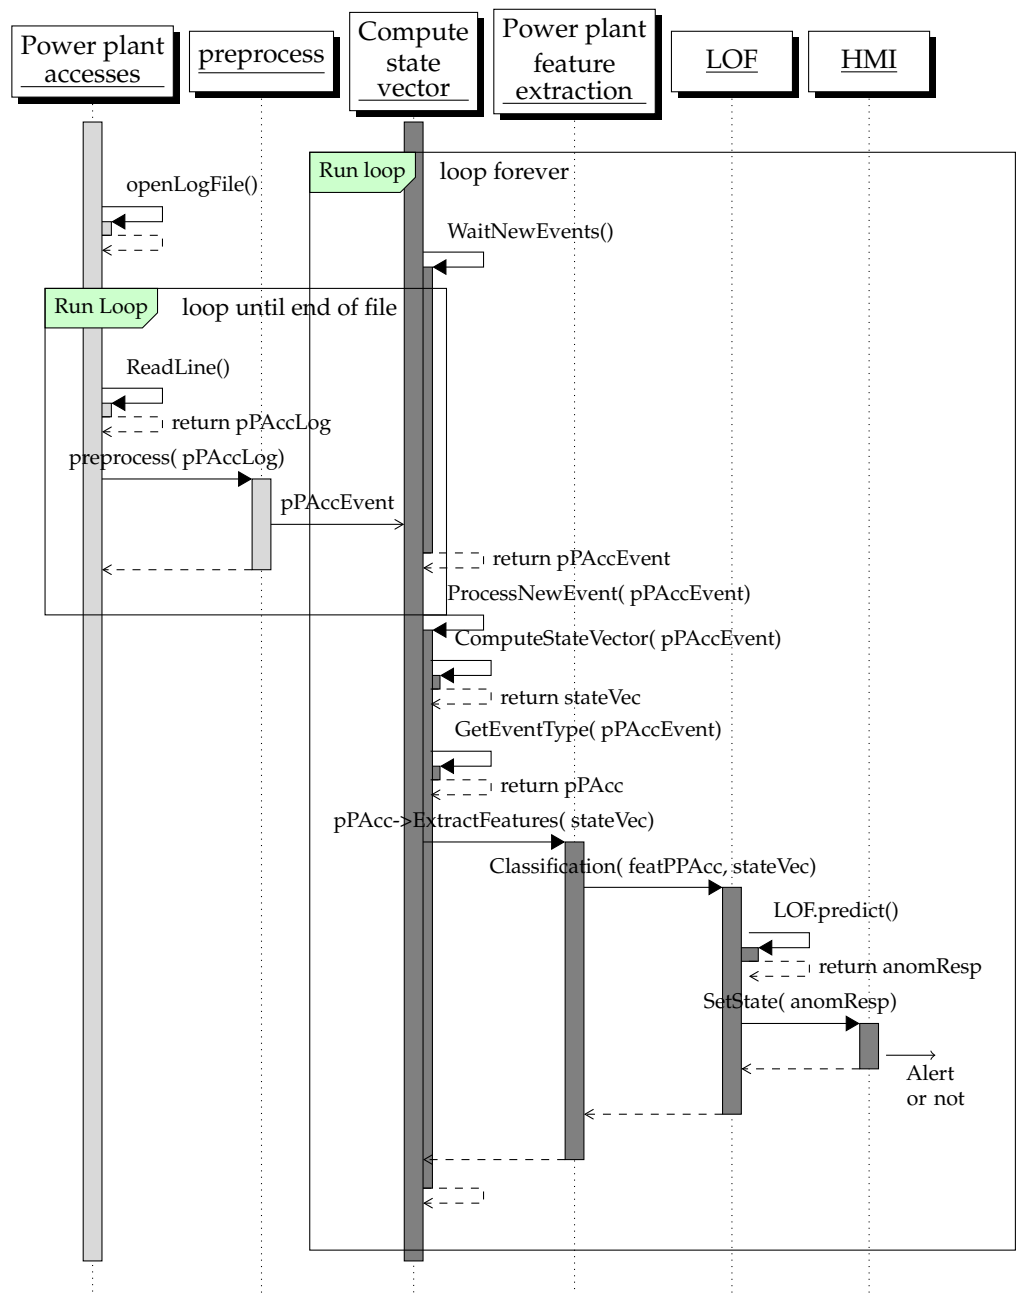 Power plant
accesses
preprocess
Compute
state
vector
Power plant
feature
extraction
LOF
HMI
Run loop
loop forever
openLogFile()
WaitNewEvents()
Run Loop
loop until end of file
ReadLine()
return pPAccLog
preprocess( pPAccLog)
pPAccEvent
return pPAccEvent
ProcessNewEvent( pPAccEvent)
ComputeStateVector( pPAccEvent)
return stateVec
GetEventType( pPAccEvent)
return pPAcc
pPAcc->ExtractFeatures( stateVec)
Classification( featPPAcc, stateVec)
LOF.predict()
return anomResp
SetState( anomResp)
Alert
or not